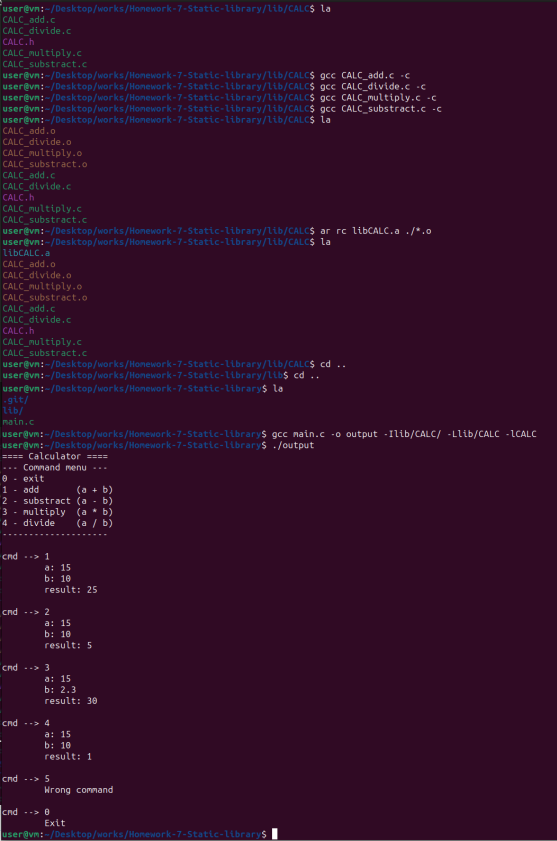 user@vm:~/Desktop/works/Homework-7-Static-library/lib/CALC$ la
CALC_add.c
CALC_divide.c
CALC.h
CALC_multiply.c
CALC_substract.c
user@vm:~/Desktop/works/Homework-7-Static-library/lib/CALC$ gcc CALC_add.c -c
user@vm:~/Desktop/works/Homework-7-Static-library/lib/CALC$ gcc CALC_divide.c -c
user@vm:~/Desktop/works/Homework-7-Static-library/lib/CALC$ gcc CALC_multiply.c -c
user@vm:~/Desktop/works/Homework-7-Static-library/lib/CALC$ gcc CALC_substract.c -c
user@vm:~/Desktop/works/Homework-7-Static-library/lib/CALC$ la
CALC_add.o
CALC_divide.o
CALC_multiply.o
CALC_substract.o
CALC_add.c
CALC_divide.c
CALC.h
CALC_multiply.c
CALC_substract.c
user@vm:~/Desktop/works/Homework-7-Static-library/lib/CALC$ ar rc libCALC.a ./*.o
user@vm:~/Desktop/works/Homework-7-Static-library/lib/CALC$ la
libCALC.a
CALC_add.o
CALC_divide.o
CALC_multiply.o
CALC_substract.o
CALC_add.c
CALC_divide.c
CALC.h
CALC_multiply.c
CALC_substract.c
user@vm:~/Desktop/works/Homework-7-Static-library/lib/CALC$ cd ..
user@vm:~/Desktop/works/Homework-7-Static-library/lib$ cd ..
user@vm:~/Desktop/works/Homework-7-Static-library$ la
.git/
lib/
main.c
user@vm:~/Desktop/works/Homework-7-Static-library$ gcc main.c -o output -Ilib/CALC/ -Llib/CALC -lCALC
user@vm:~/Desktop/works/Homework-7-Static-library$ ./output
==== Calculator ====
--- Command menu ---
0 - exit
1 - add       (a + b)
2 - substract (a - b)
3 - multiply  (a * b)
4 - divide    (a / b)
--------------------
cmd --> 1
a: 15
b: 10
result: 25
cmd --> 2
a: 15
b: 10
result: 5
cmd --> 3
a: 15
b: 2.3
result: 30
cmd --> 4
a: 15
b: 10
result: 1
cmd --> 5
Wrong command
cmd --> 0
Exit
user@vm:~/Desktop/works/Homework-7-Static-library$